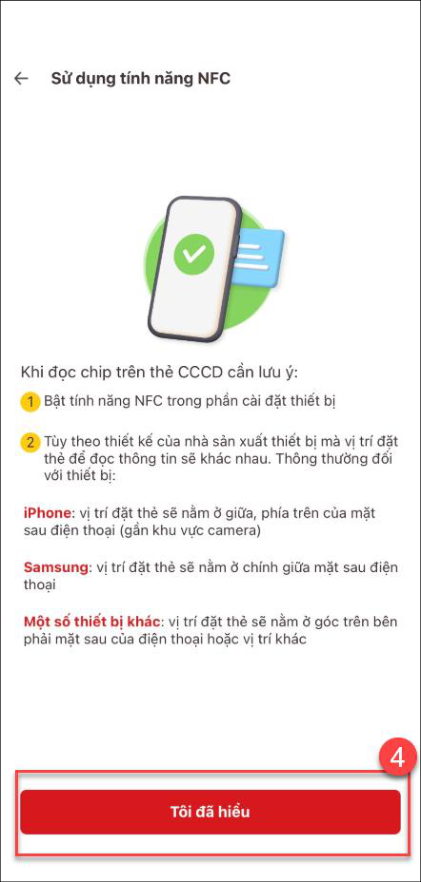 Sử dụng tính năng NFC
Khi đọc chip trên thẻ CCCD cần lưu ý:
1 Bật tính năng NFC trong phần cài đặt thiết bị
2 Tùy theo thiết kế của nhà sản xuất thiết bị mà vị trí đặt
thẻ để đọc thông tin sẽ khác nhau. Thông thường đối
với thiết bị:
iPhone: vị trí đặt thẻ sẽ nằm ở giữa, phía trên của mặt
sau điện thoại (gần khu vực camera)
Samsung: vị trí đặt thẻ sẽ nằm ở chính giữa mặt sau điện
thoại
Một số thiết bị khác: vị trí đặt thẻ sẽ nằm ở góc trên bên
phải mặt sau của điện thoại hoặc vị trí khác
4
Tôi đã hiểu